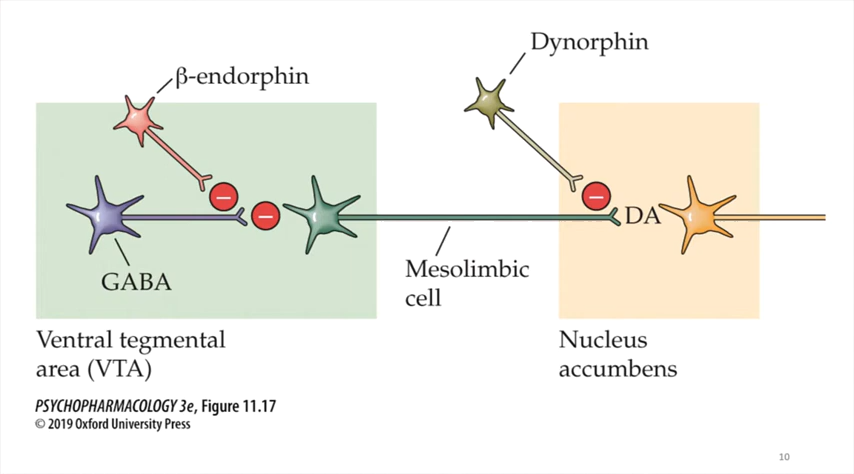 Dynorphin
β-endorphin
− − −
DA
GABA
Mesolimbic
cell
Ventral tegmental
area (VTA)
Nucleus
accumbens
PSYCHOPHARMACOLOGY 3e, Figure 11.17
© 2019 Oxford University Press
10